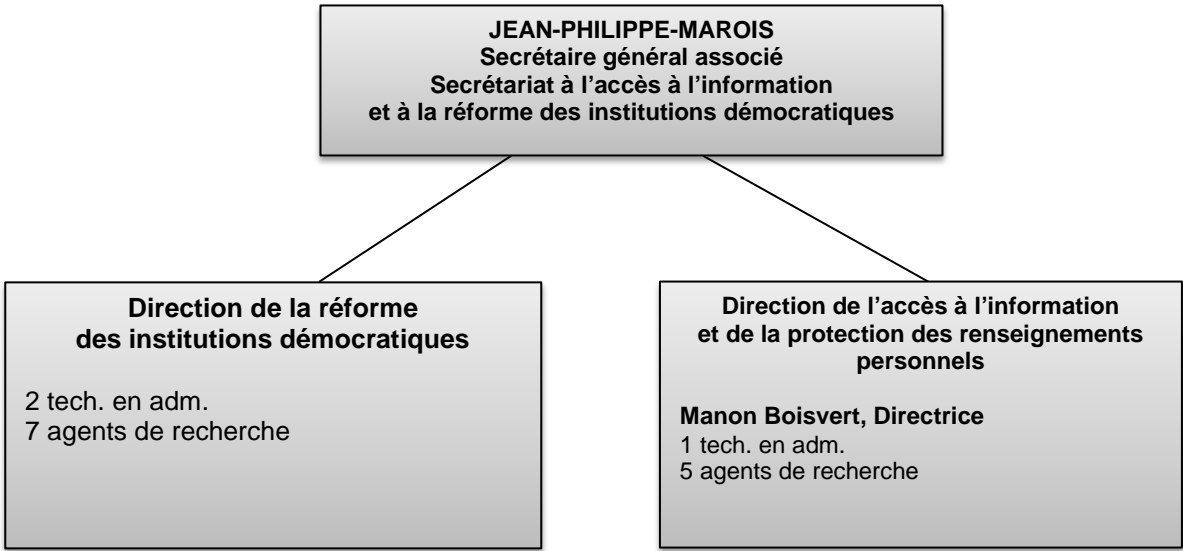 JEAN-PHILIPPE-MAROIS
Secrétaire général associé
Secrétariat à l’accès à l’information
et à la réforme des institutions démocratiques
Direction de la réforme
des institutions démocratiques
2 tech. en adm.
7 agents de recherche
Direction de l’accès à l’information
et de la protection des renseignements
personnels
Manon Boisvert, Directrice
1 tech. en adm.
5 agents de recherche